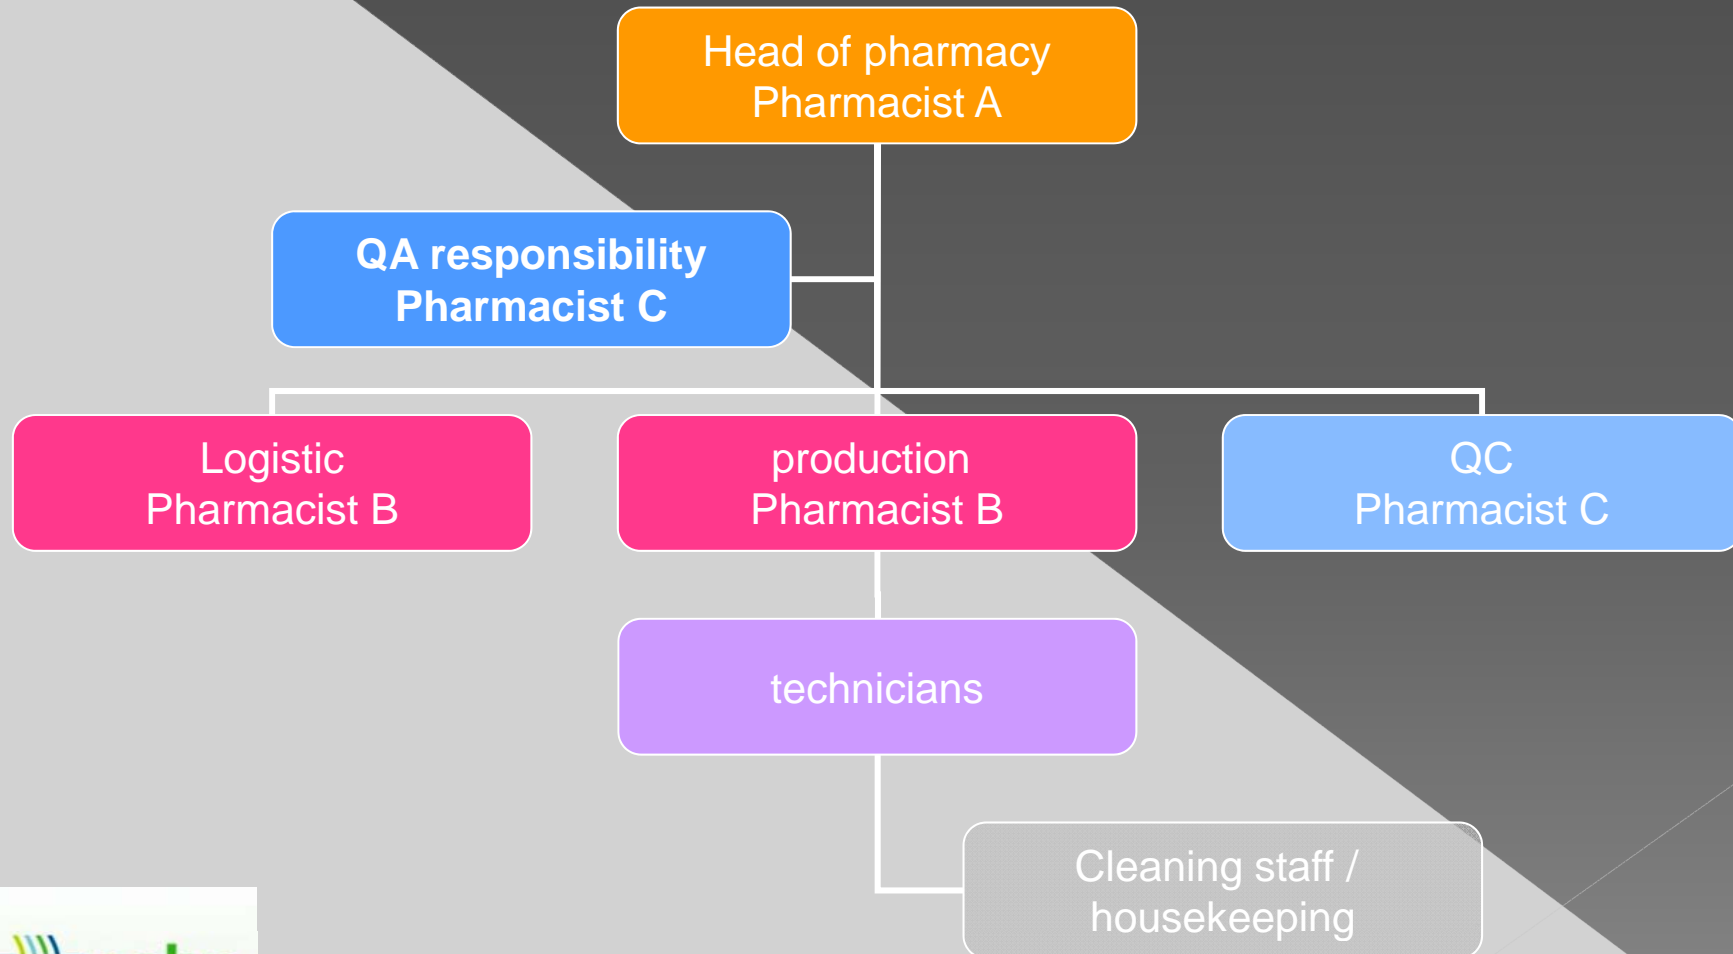 Head of pharmacy
Pharmacist A
QA responsibility
Pharmacist C
Logistic
Pharmacist B
production
Pharmacist B
QC
Pharmacist C
technicians
Cleaning staff /
housekeeping